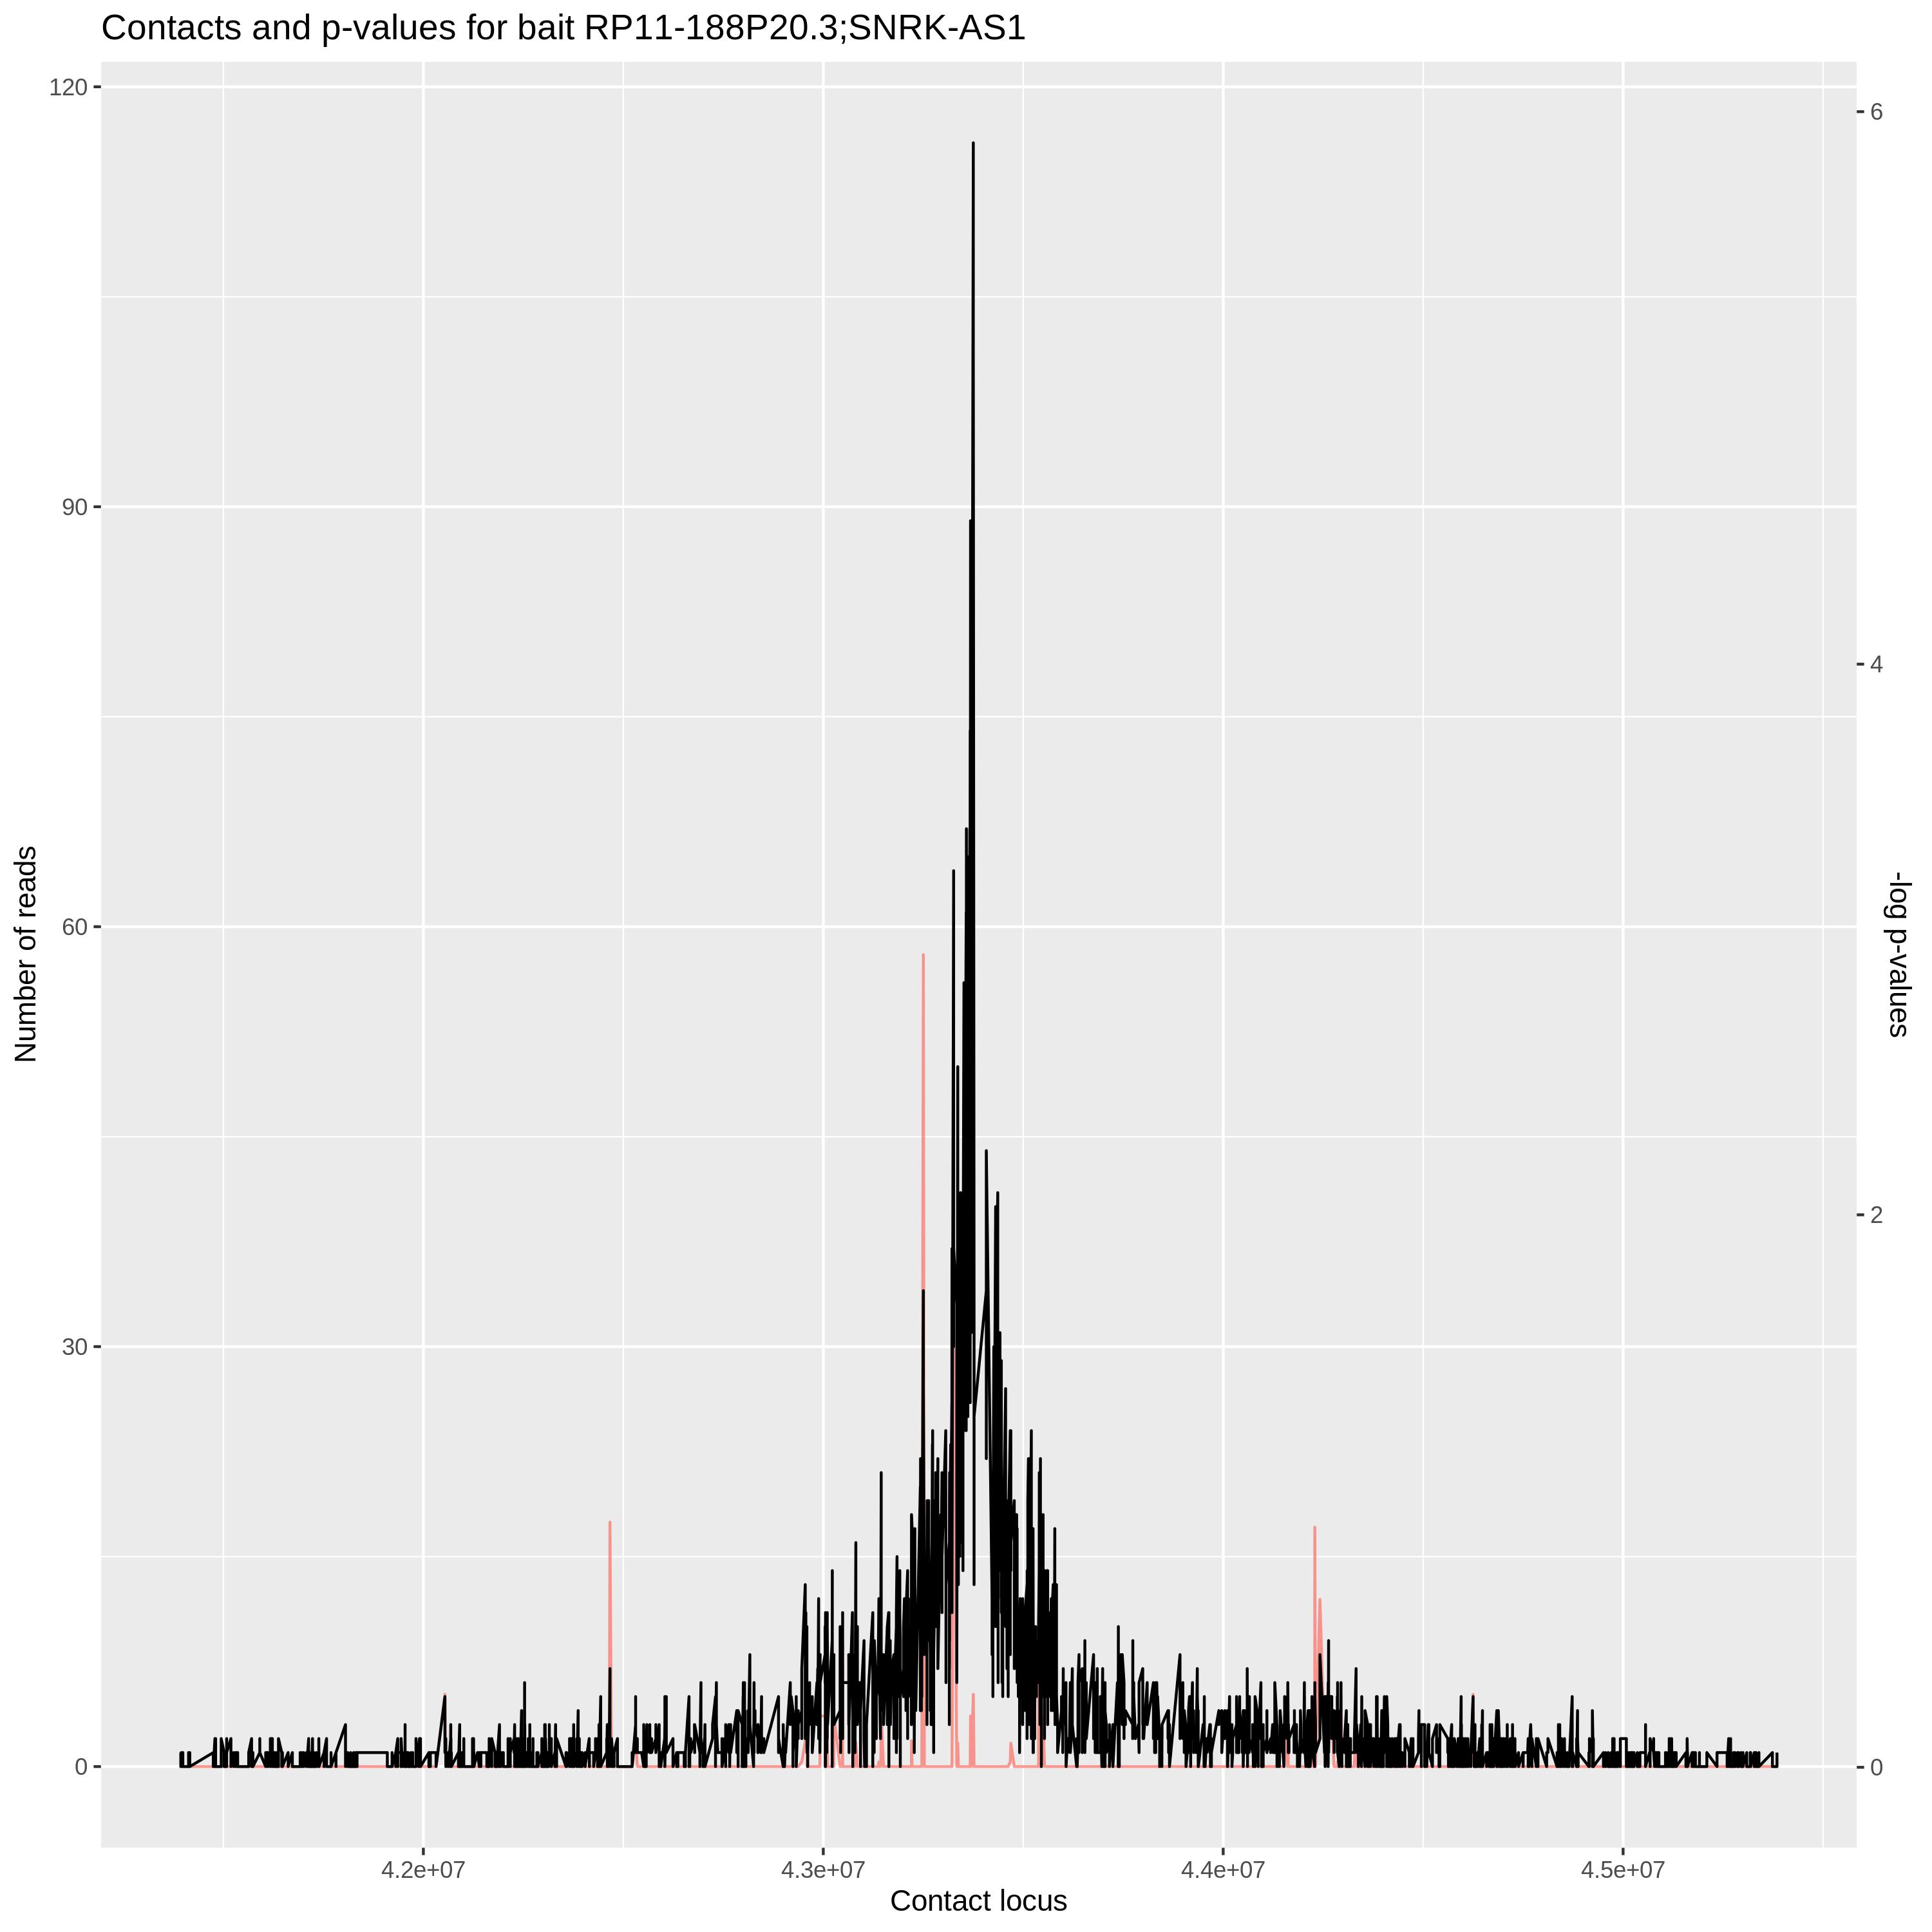 Contacts and p-values for bait RP11-188P20.3;SNRK-AS1
120
90
60
30
0
Number of reads
6
4
2
0
-log p-values
4.2e+07
4.3e+07
4.4e+07
4.5e+07
Contact locus